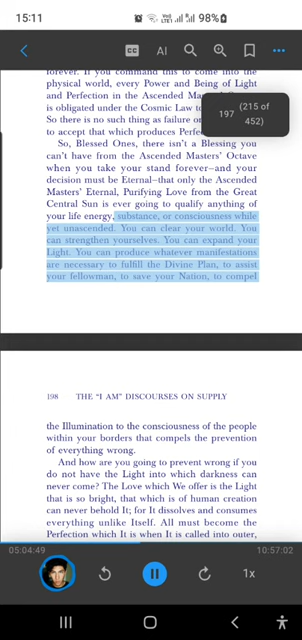 15:11
98%
CC
AI
forever. If you command this to come into the
physical world, every Power and Being of Light
and Perfection in the Ascended Mas
is obligated under the Cosmic Law to
So there is no such thing as failure or
to accept that which produces Perfe
197 (215 of
452)
So, Blessed Ones, there isn't a Blessing you
can't have from the Ascended Masters' Octave
when you take your stand forever—and your
decision must be Eternal—that only the Ascended
Masters' Eternal, Purifying Love from the Great
Central Sun is ever going to qualify anything of
your life energy, substance, or consciousness while
yet unascended. You can clear your world. You
can strengthen yourselves. You can expand your
Light. You can produce whatever manifestations
are necessary to fulfill the Divine Plan, to assist
your fellowman, to save your Nation, to compel
198 THE "I AM" DISCOURSES ON SUPPLY
the Illumination to the consciousness of the people
within your borders that compels the prevention
of everything wrong.
And how are you going to prevent wrong if you
do not have the Light into which darkness can
never come? The Love which We offer is the Light
that is so bright, that which is of human creation
can never behold It; for It dissolves and consumes
everything unlike Itself. All must become the
Perfection which It is when It is called into outer,
05:04:49 10:57:02
1x